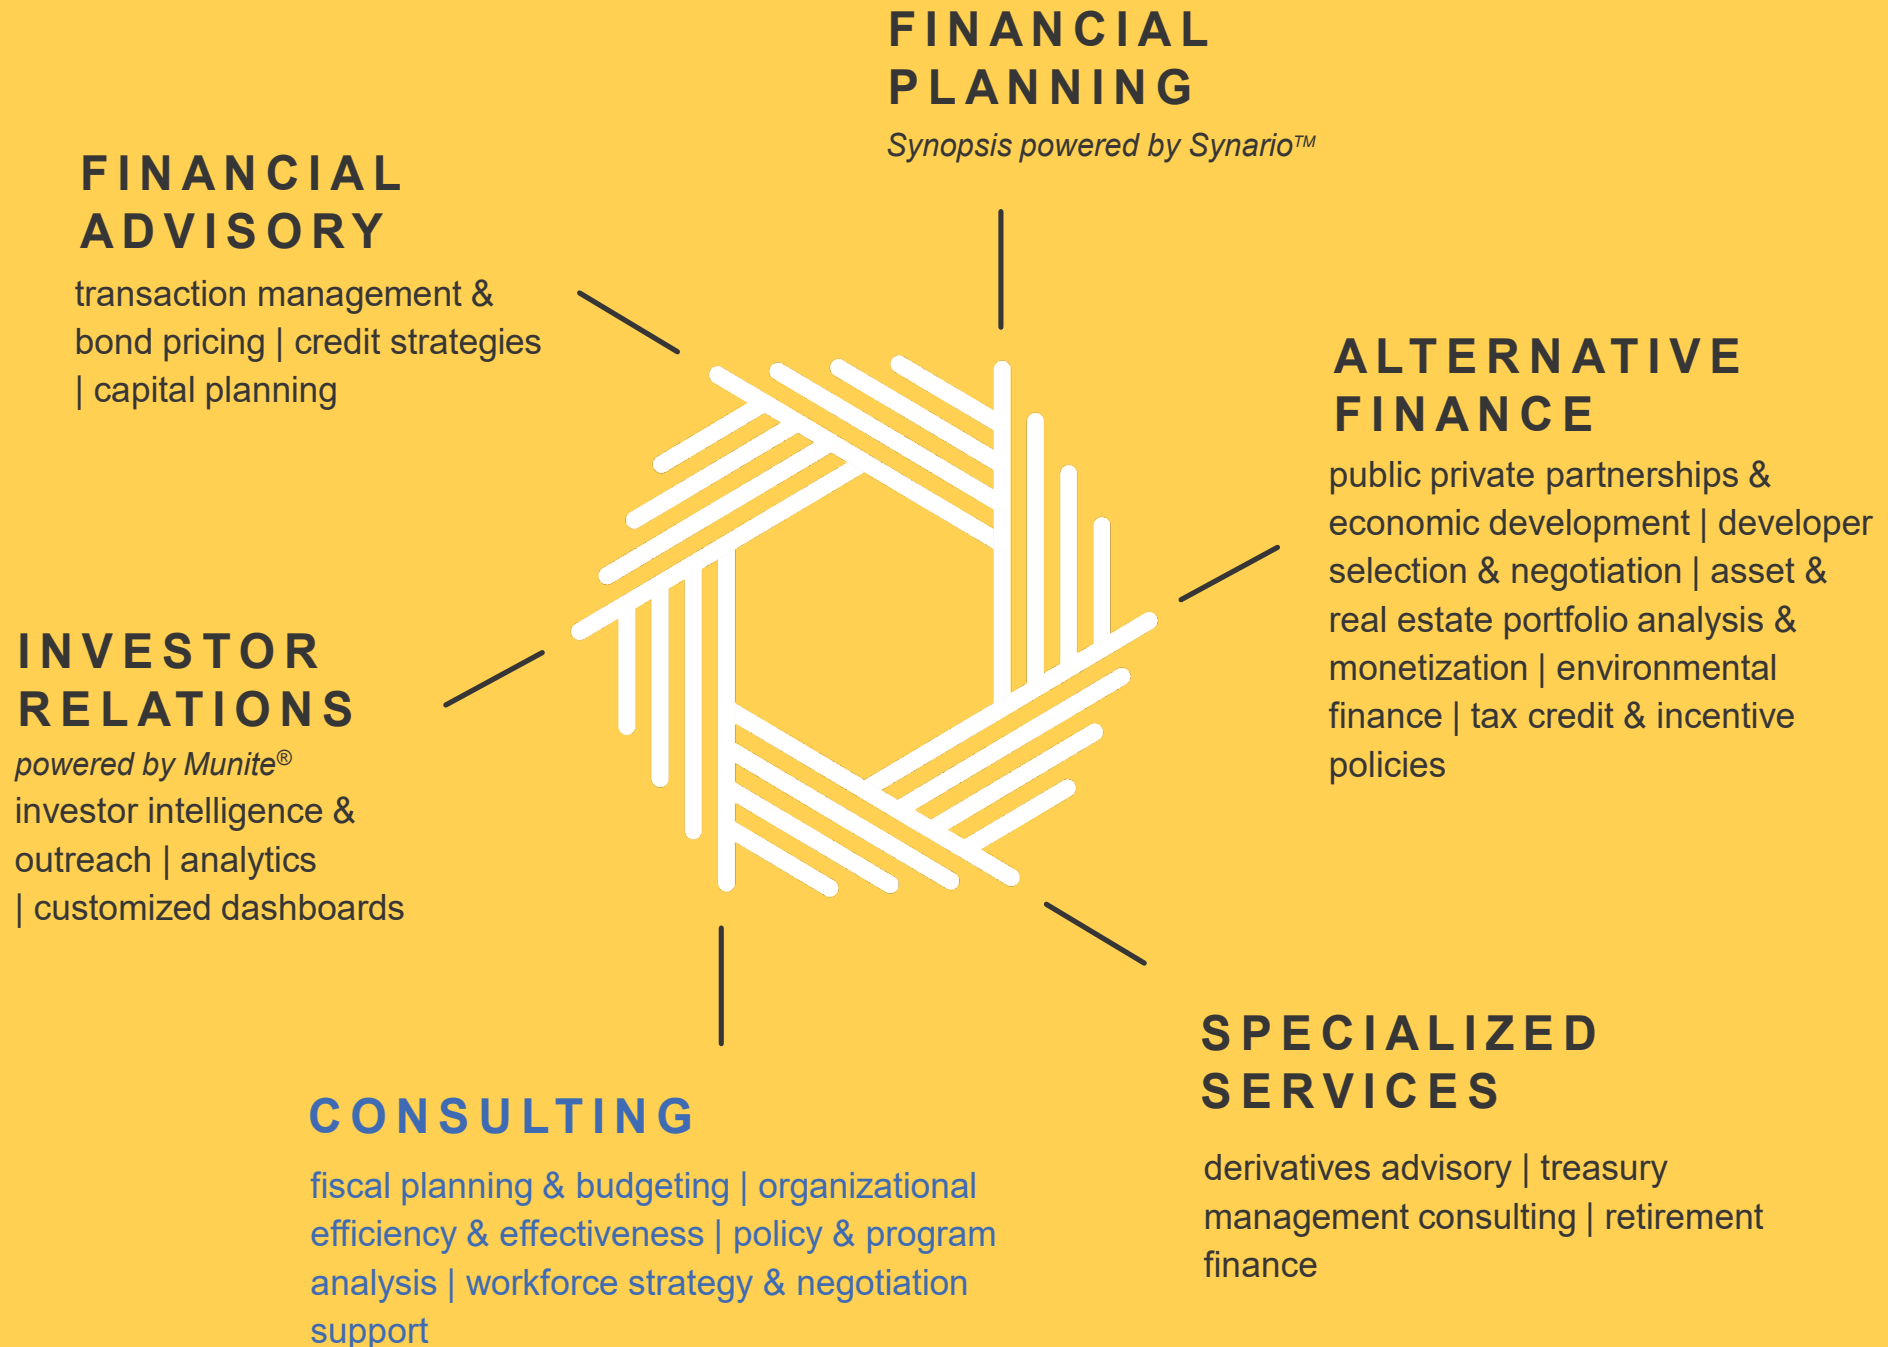 FINANCIAL
PLANNING
Synopsis powered by Synario™
FINANCIAL
ADVISORY
transaction management &
bond pricing | credit strategies
| capital planning
ALTERNATIVE
FINANCE
public private partnerships &
economic development | developer
selection & negotiation | asset &
real estate portfolio analysis &
monetization | environmental
finance | tax credit & incentive
policies
INVESTOR
RELATIONS
powered by Munite®
investor intelligence &
outreach | analytics
| customized dashboards
SPECIALIZED
SERVICES
derivatives advisory | treasury
management consulting | retirement
finance
CONSULTING
fiscal planning & budgeting | organizational
efficiency & effectiveness | policy & program
analysis | workforce strategy & negotiation
support